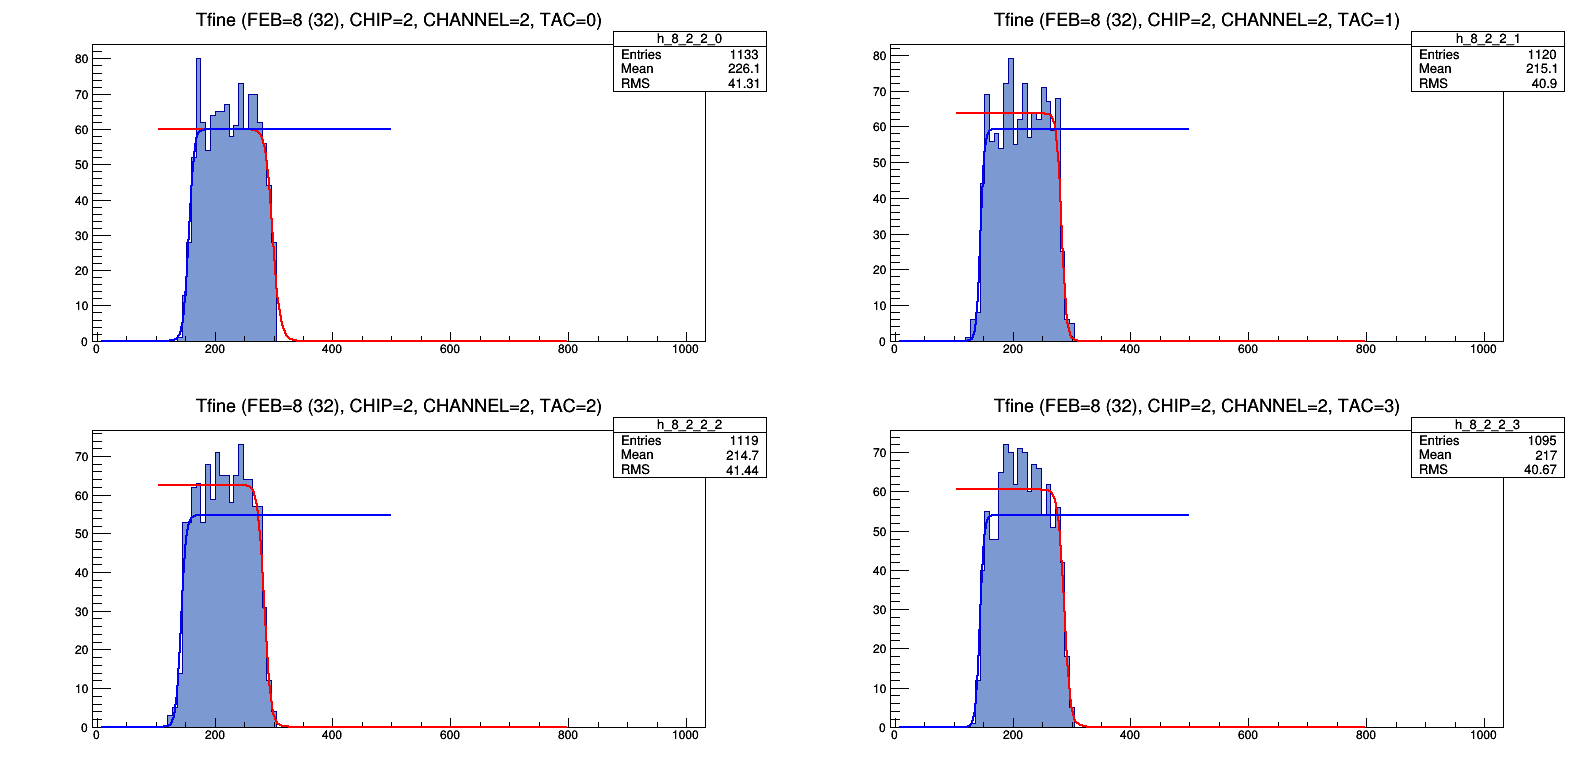 Tfine (FEB=8 (32), CHIP=2, CHANNEL=2, TAC=0)
h_8_2_2_0
Entries 1133
Mean 226.1
RMS 41.31
80
70
60
50
40
30
20
10
0
0 200 400 600 800 1000
Tfine (FEB=8 (32), CHIP=2, CHANNEL=2, TAC=1)
h_8_2_2_1
Entries 1120
Mean 215.1
RMS 40.9
80
70
60
50
40
30
20
10
0
0 200 400 600 800 1000
Tfine (FEB=8 (32), CHIP=2, CHANNEL=2, TAC=2)
h_8_2_2_2
Entries 1119
Mean 214.7
RMS 41.44
70
60
50
40
30
20
10
0
0 200 400 600 800 1000
Tfine (FEB=8 (32), CHIP=2, CHANNEL=2, TAC=3)
h_8_2_2_3
Entries 1095
Mean 217
RMS 40.67
70
60
50
40
30
20
10
0
0 200 400 600 800 1000